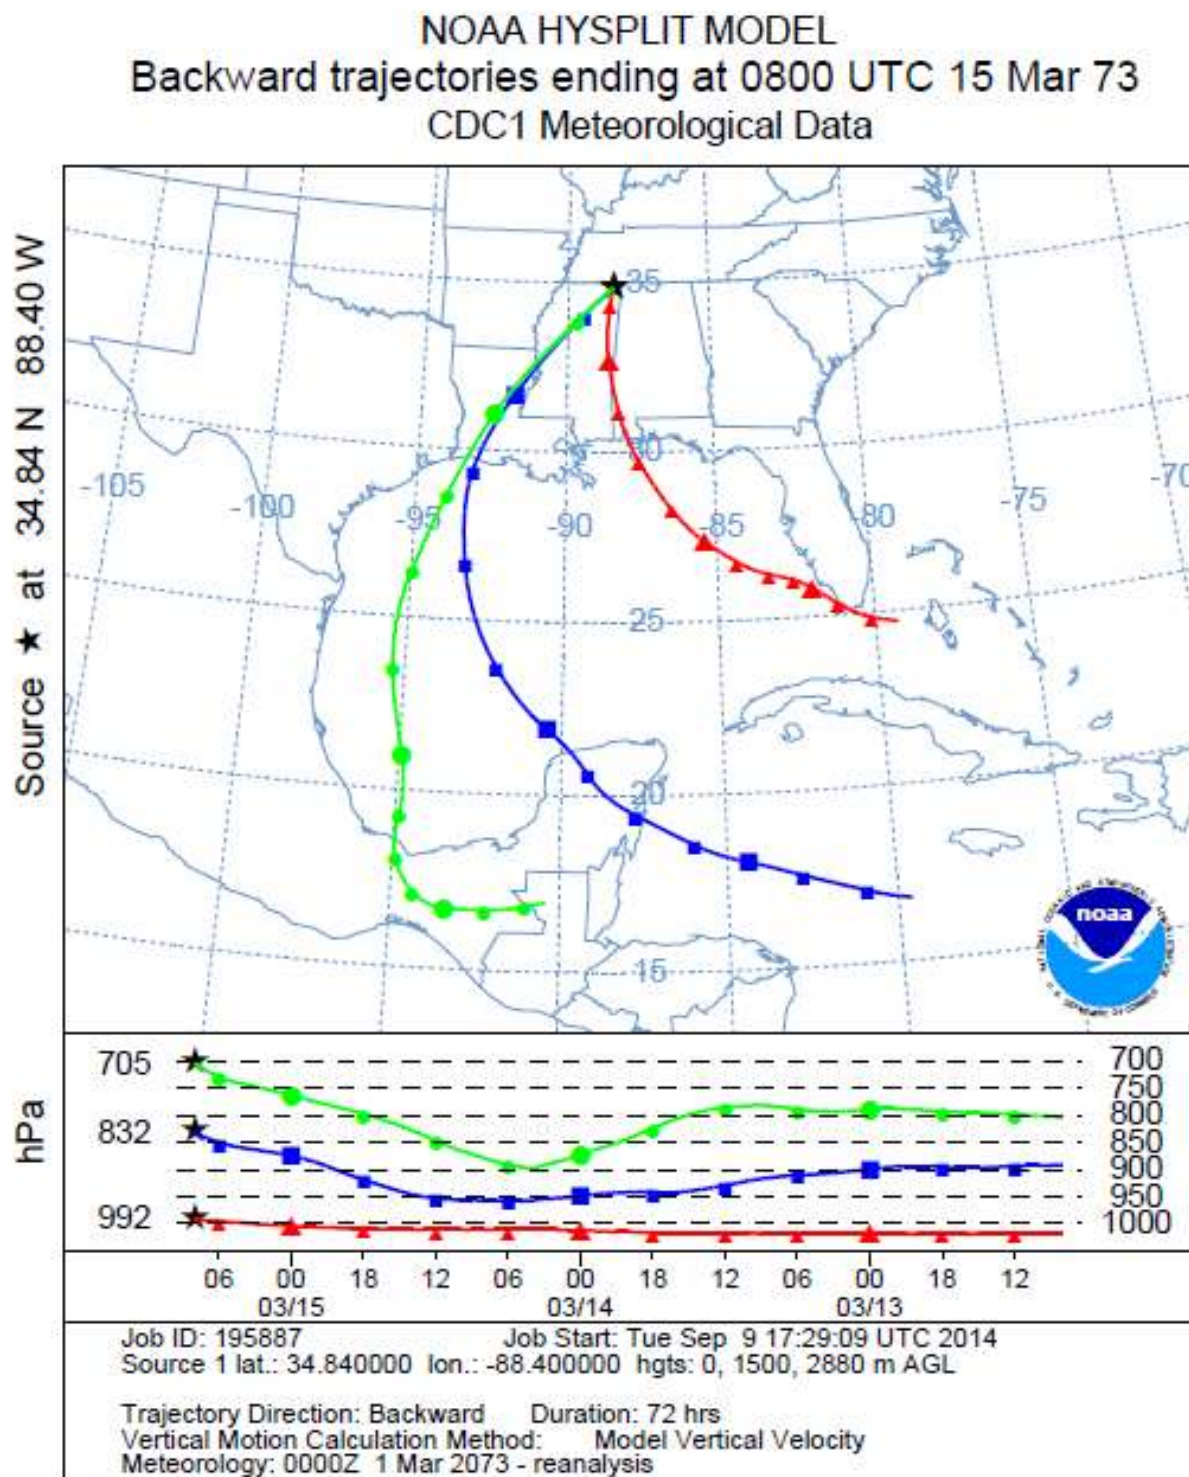 NOAA HYSPLIT MODEL
Backward trajectories ending at 0800 UTC 15 Mar 73
CDC1 Meteorological Data
Source ★ at 34.84 N 88.40 W
35
30
-105
-100
-95
-90
-85
-80
-75
-70
25
20
15
noaa
hPa
705
832
992
700
750
800
850
900
950
1000
06 00 18 12 06 00 18 12 06 00 18 12
03/15 03/14 03/13
Job ID: 195887 Job Start: Tue Sep 9 17:29:09 UTC 2014
Source 1 lat.: 34.840000 lon.: -88.400000 hgts: 0, 1500, 2880 m AGL
Trajectory Direction: Backward Duration: 72 hrs
Vertical Motion Calculation Method: Model Vertical Velocity
Meteorology: 0000Z 1 Mar 2073 - reanalysis